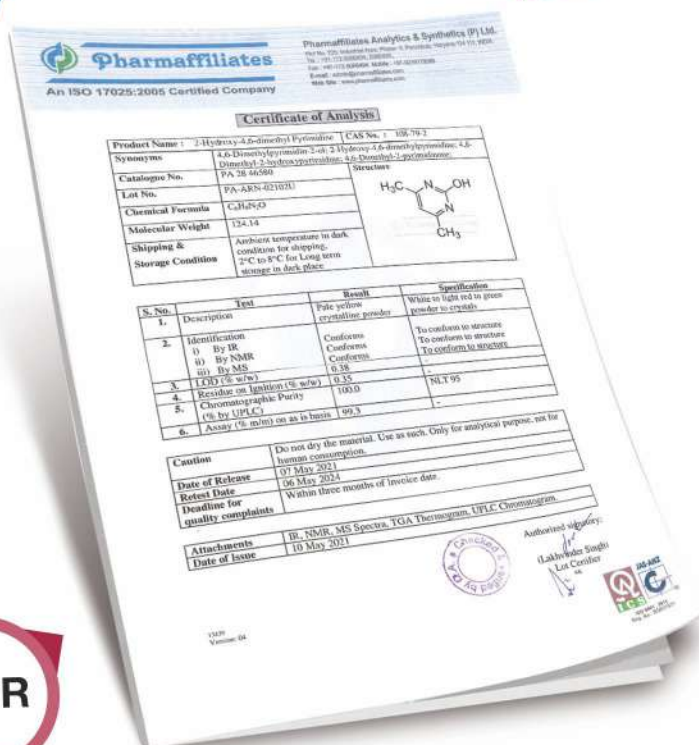 Pharmaffiliates
An ISO 17025:2005 Certified Company
Pharmaffiliates Analytics & Synthetics (P) Ltd.
Certificate of Analysis
Product Name : 2-Hydroxy-4,6-dimethyl Pyrimidine CAS No. : 108-79-2
Synonyms 4,6-Dimethylpyrimidin-2-ol; 2-Hydroxy-4,6-dimethylpyrimidine; 4,6-
Dimethyl-2-hydroxypyrimidine; 4,6-Dimethyl-2-pyrimidinone;
Catalogue No. PA 28 46580
Structure
Lot No. PA-ARN-02102U
Chemical Formula C₆H₈N₂O
Molecular Weight 124.14
Shipping & Storage Condition
Ambient temperature in dark
condition for shipping,
2°C to 8°C for Long term
storage in dark place
H₃C N OH
N
CH₃
S. No. Test Result Specification
1. Description Pale yellow crystalline powder White to light red to green powder to crystals
2. Identification
i) By IR Conforms To conform to structure
ii) By NMR Conforms To conform to structure
iii) By MS Conforms To conform to structure
3. LOD (% w/w) 0.38 -
4. Residue on Ignition (% w/w) 0.35 -
5. Chromatographic Purity (% by UPLC) 100.0 NLT 95
6. Assay (% m/m) on as is basis 99.3 -
Caution Do not dry the material. Use as such. Only for analytical purpose, not for
human consumption.
Date of Release 07 May 2021
Retest Date 06 May 2024
Deadline for quality complaints Within three months of Invoice date.
Attachments IR, NMR, MS Spectra, TGA Thermogram, UPLC Chromatogram.
Date of Issue 10 May 2021
Authorized signatory:
(Lakhvinder Singh)
Lot Certifier
Version: 04
JAS-ANZ
R